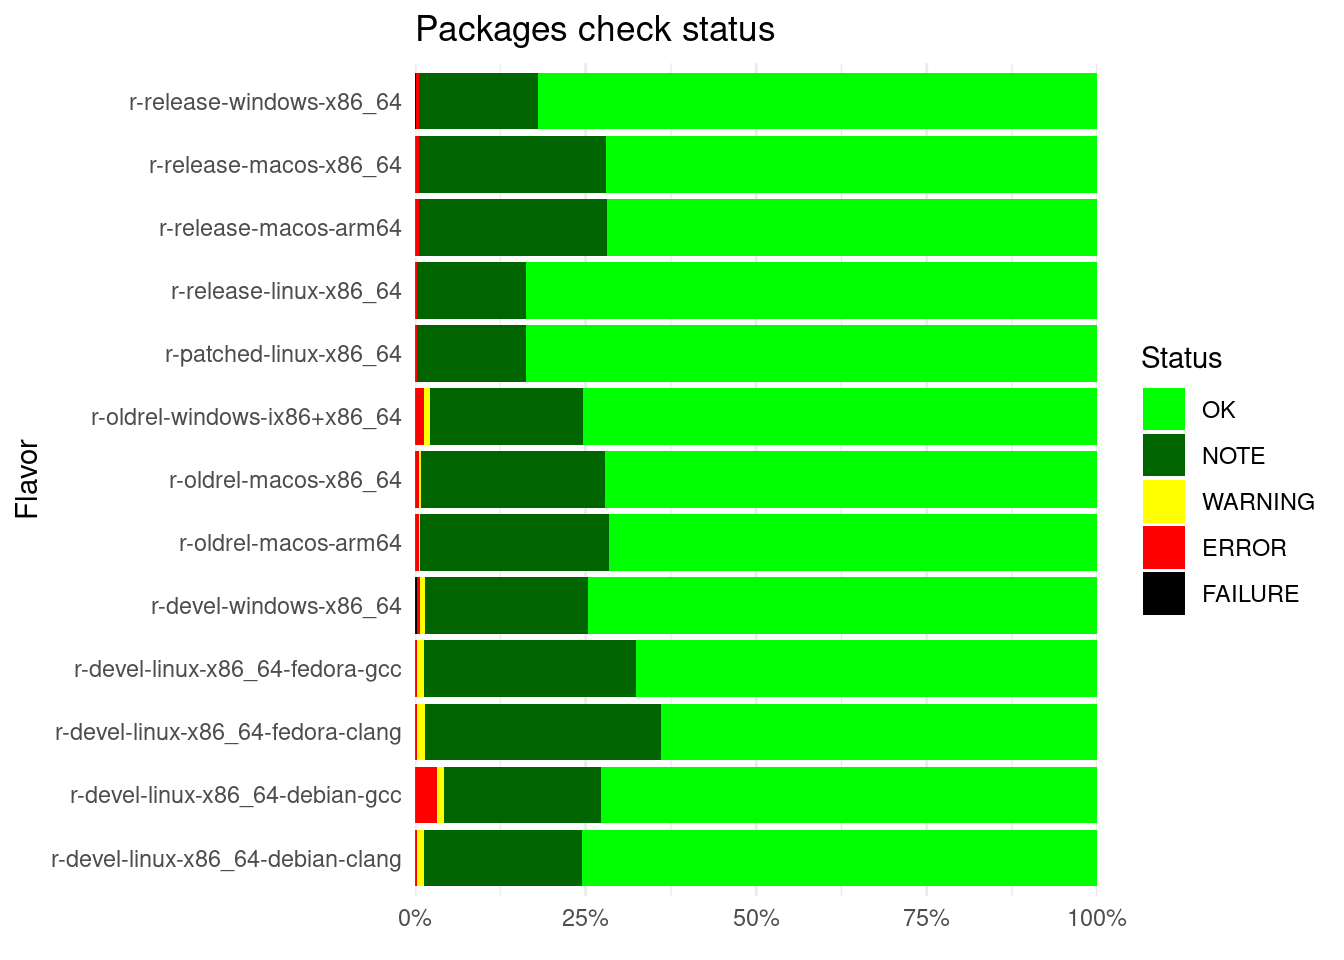 Packages check status
Flavor
r-release-windows-x86_64
r-release-macos-x86_64
r-release-macos-arm64
r-release-linux-x86_64
r-patched-linux-x86_64
r-oldrel-windows-ix86+x86_64
r-oldrel-macos-x86_64
r-oldrel-macos-arm64
r-devel-windows-x86_64
r-devel-linux-x86_64-fedora-gcc
r-devel-linux-x86_64-fedora-clang
r-devel-linux-x86_64-debian-gcc
r-devel-linux-x86_64-debian-clang
0% 25% 50% 75% 100%
Status
OK
NOTE
WARNING
ERROR
FAILURE